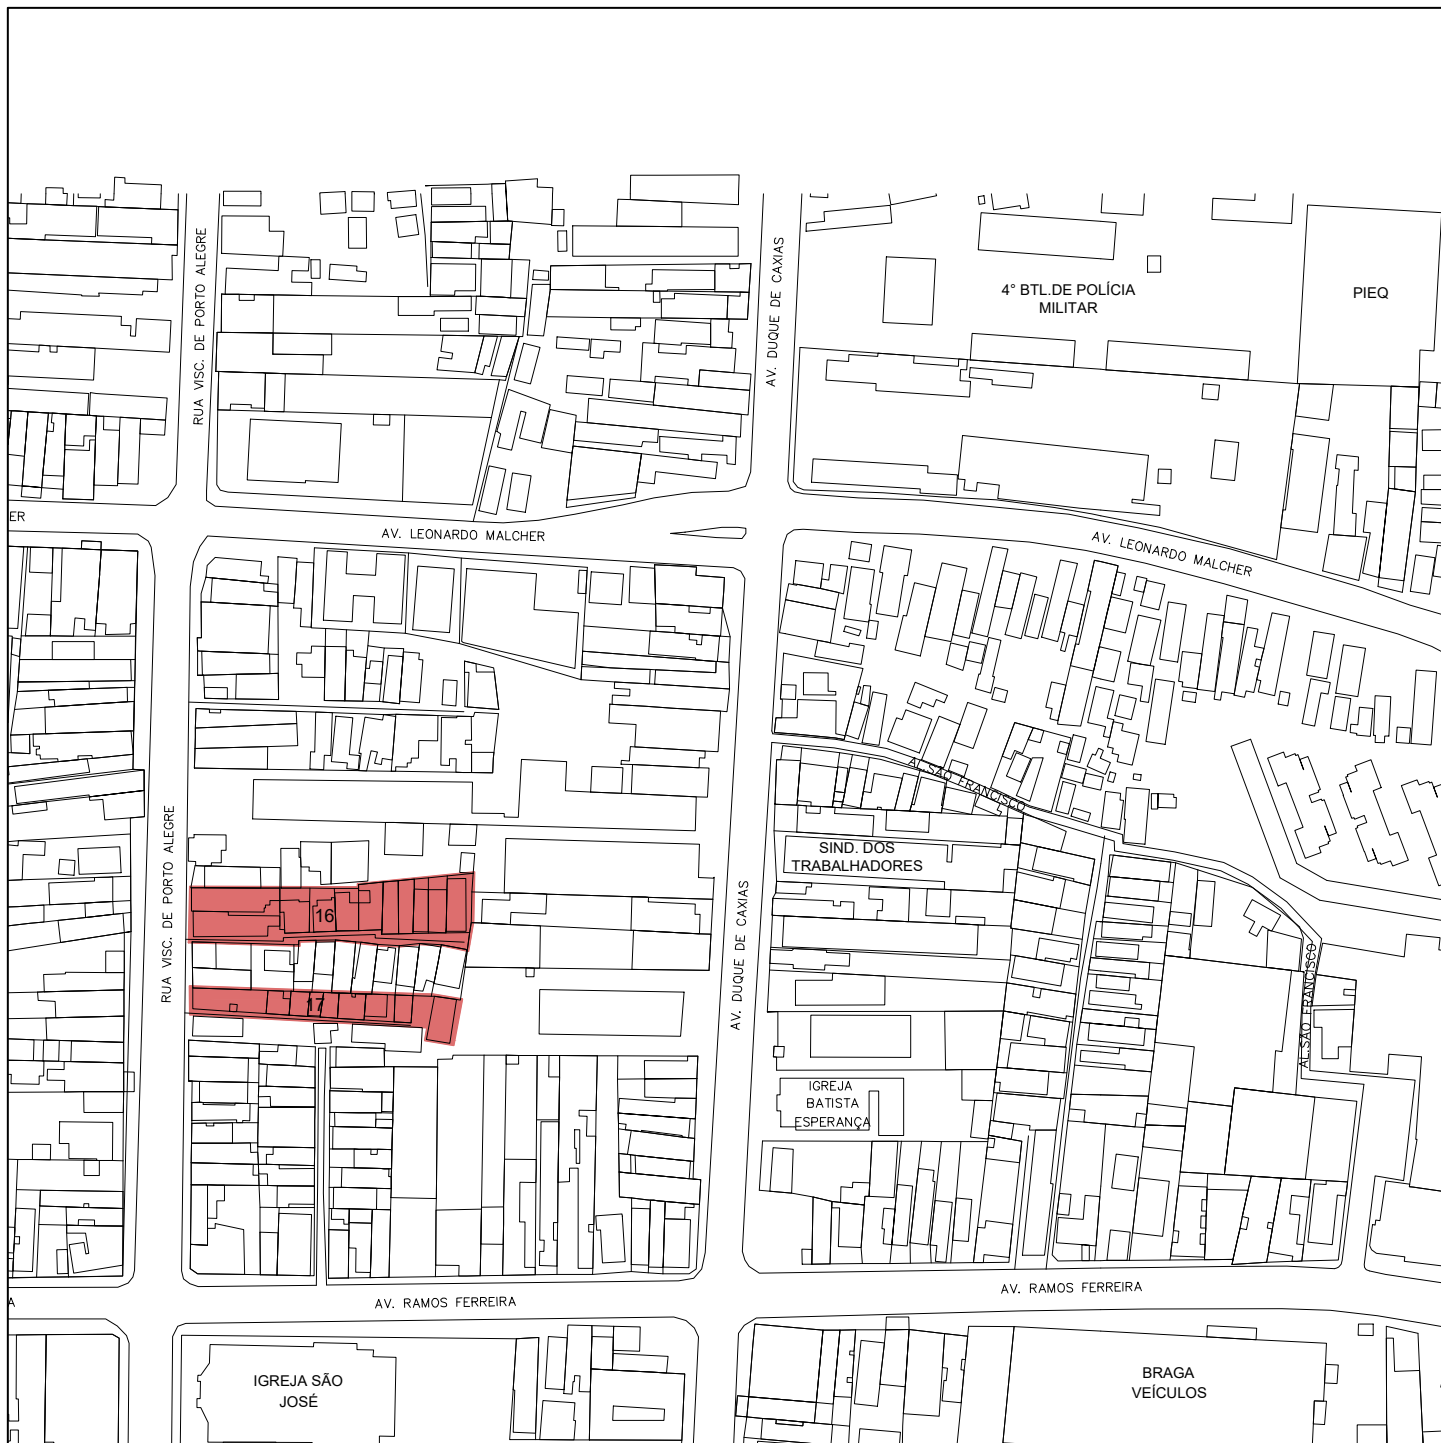 RUA VISC. DE PORTO ALEGRE
AV. DUQUE DE CAXIAS
4° BTL.DE POLÍCIA
MILITAR
PIEQ
ER
AV. LEONARDO MALCHER
AV. LEONARDO MALCHER
AL.SÃO FRANCISCO
RUA VISC. DE PORTO ALEGRE
SIND. DOS
TRABALHADORES
16
AV. DUQUE DE CAXIAS
17
AL.SÃO FRANCISCO
IGREJA
BATISTA
ESPERANÇA
A
AV. RAMOS FERREIRA
AV. RAMOS FERREIRA
IGREJA SÃO
JOSÉ
BRAGA
VEÍCULOS